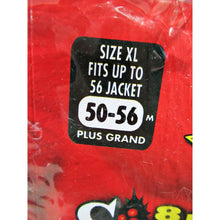 SIZE XL
FITS UP TO
56 JACKET
50-56 M
PLUS GRAND